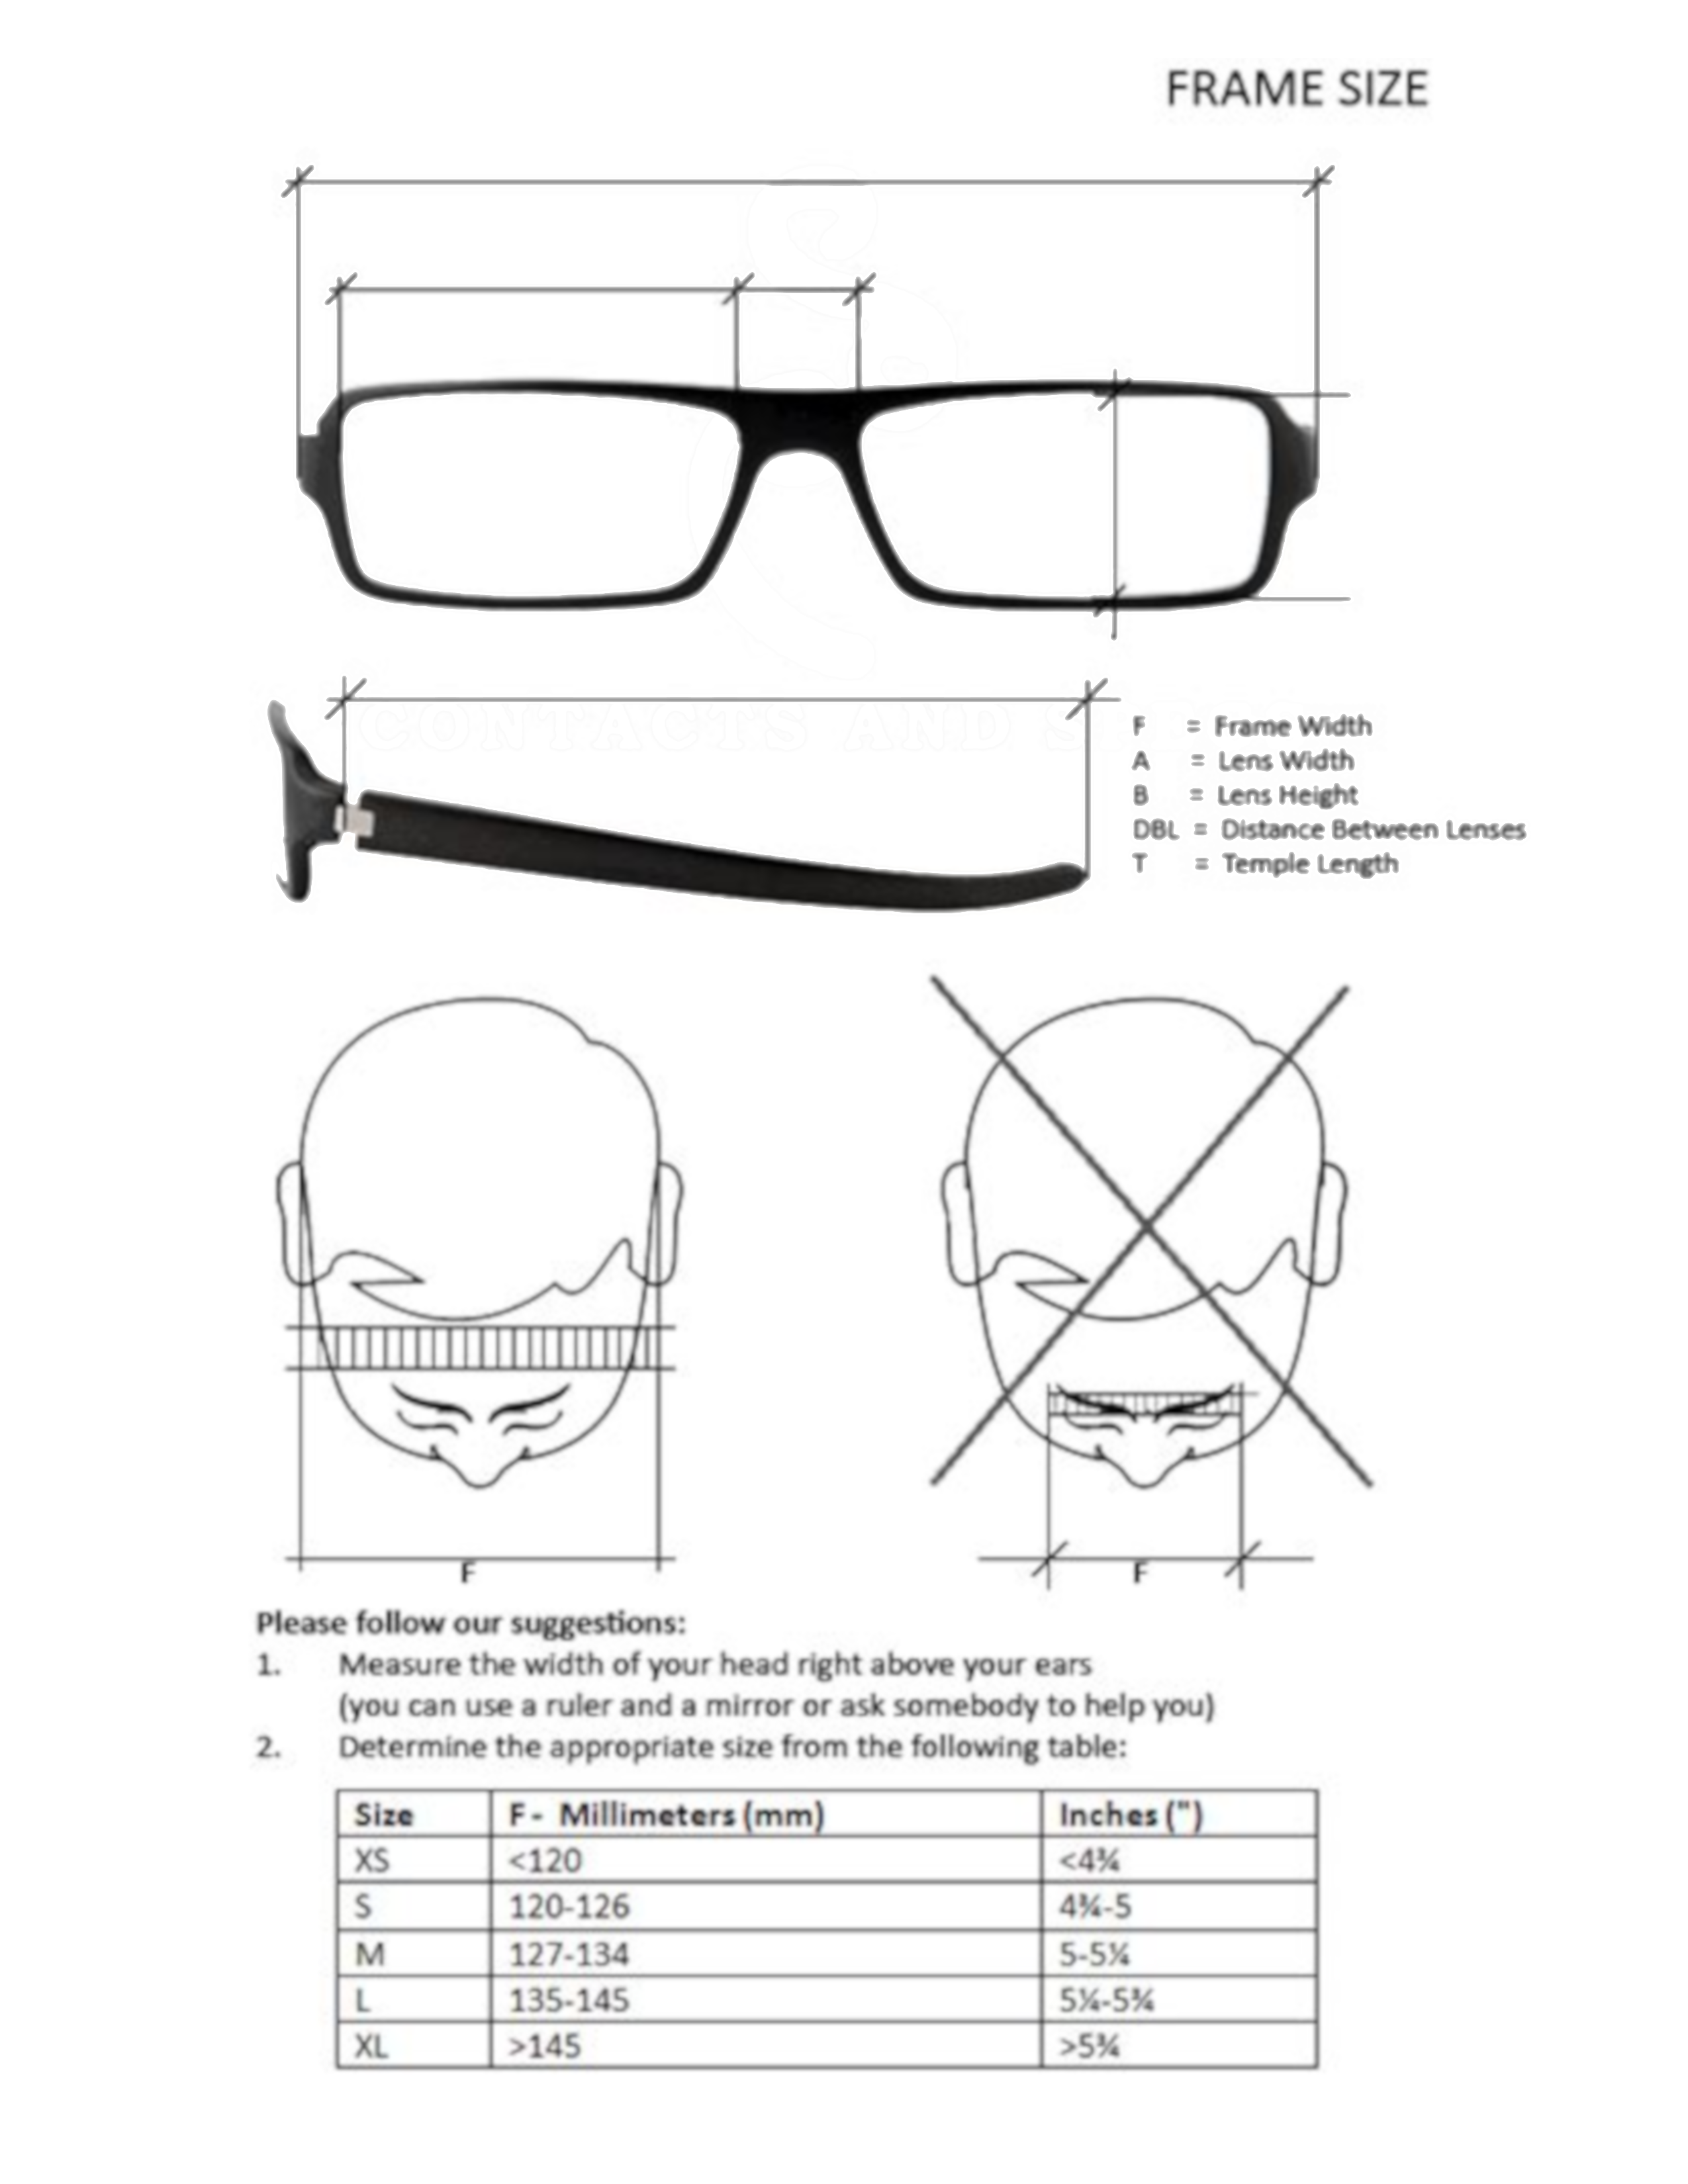 FRAME SIZE
CONTACTS AND S
F = Frame Width
A = Lens Width
B = Lens Height
DBL = Distance Between Lenses
T = Temple Length
F
F
Please follow our suggestions:
1. Measure the width of your head right above your ears
(you can use a ruler and a mirror or ask somebody to help you)
2. Determine the appropriate size from the following table:
Size F - Millimeters (mm) Inches (")
XS <120 <4¾
S 120-126 4¾-5
M 127-134 5-5¼
L 135-145 5¼-5¾
XL >145 >5¾